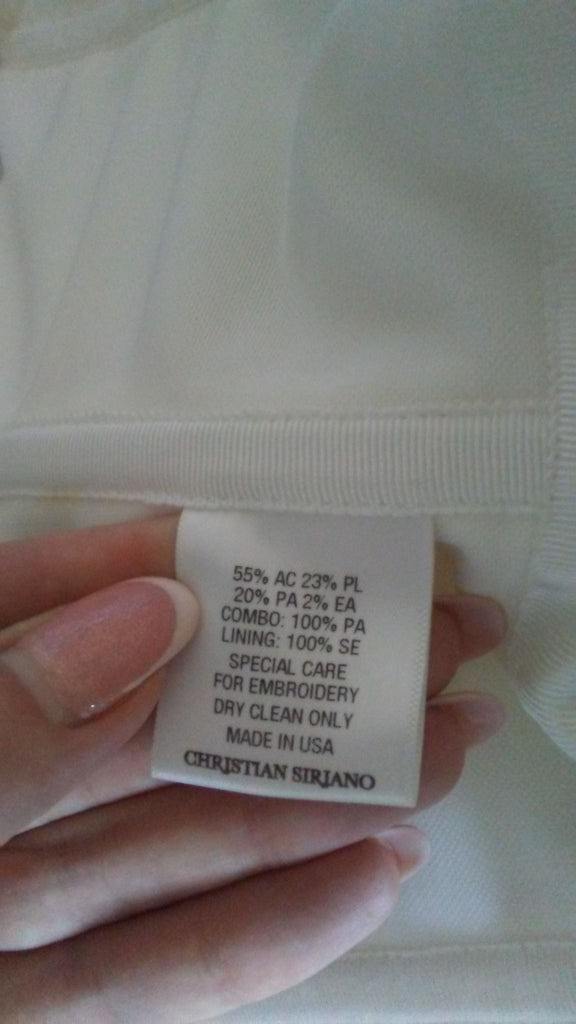 55% AC 23% PL
20% PA 2% EA
COMBO: 100% PA
LINING: 100% SE
SPECIAL CARE
FOR EMBROIDERY
DRY CLEAN ONLY
MADE IN USA
CHRISTIAN SIRIANO